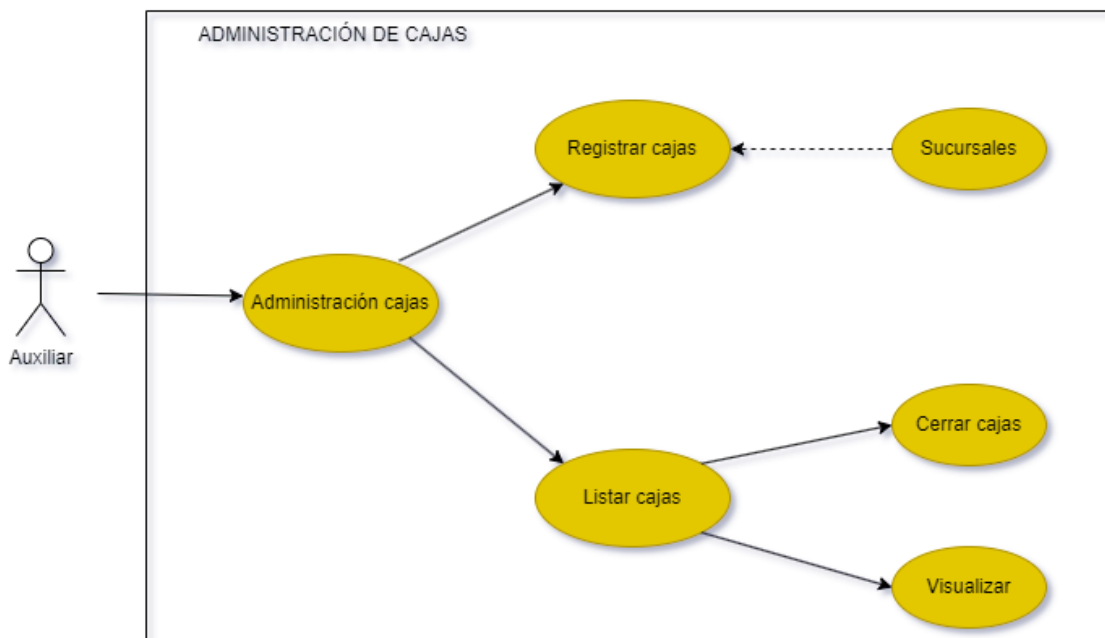 ADMINISTRACIÓN DE CAJAS
Registrar cajas
Sucursales
Administración cajas
Auxiliar
Cerrar cajas
Listar cajas
Visualizar